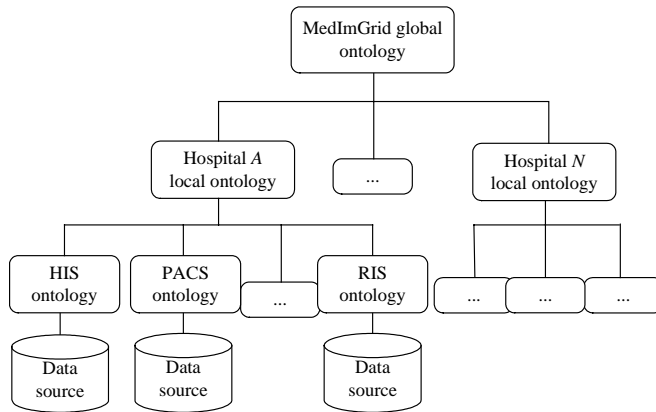 MedImGrid global
ontology
Hospital A
local ontology
...
Hospital N
local ontology
HIS
ontology
PACS
ontology
...
RIS
ontology
...
...
...
Data
source
Data
source
Data
source